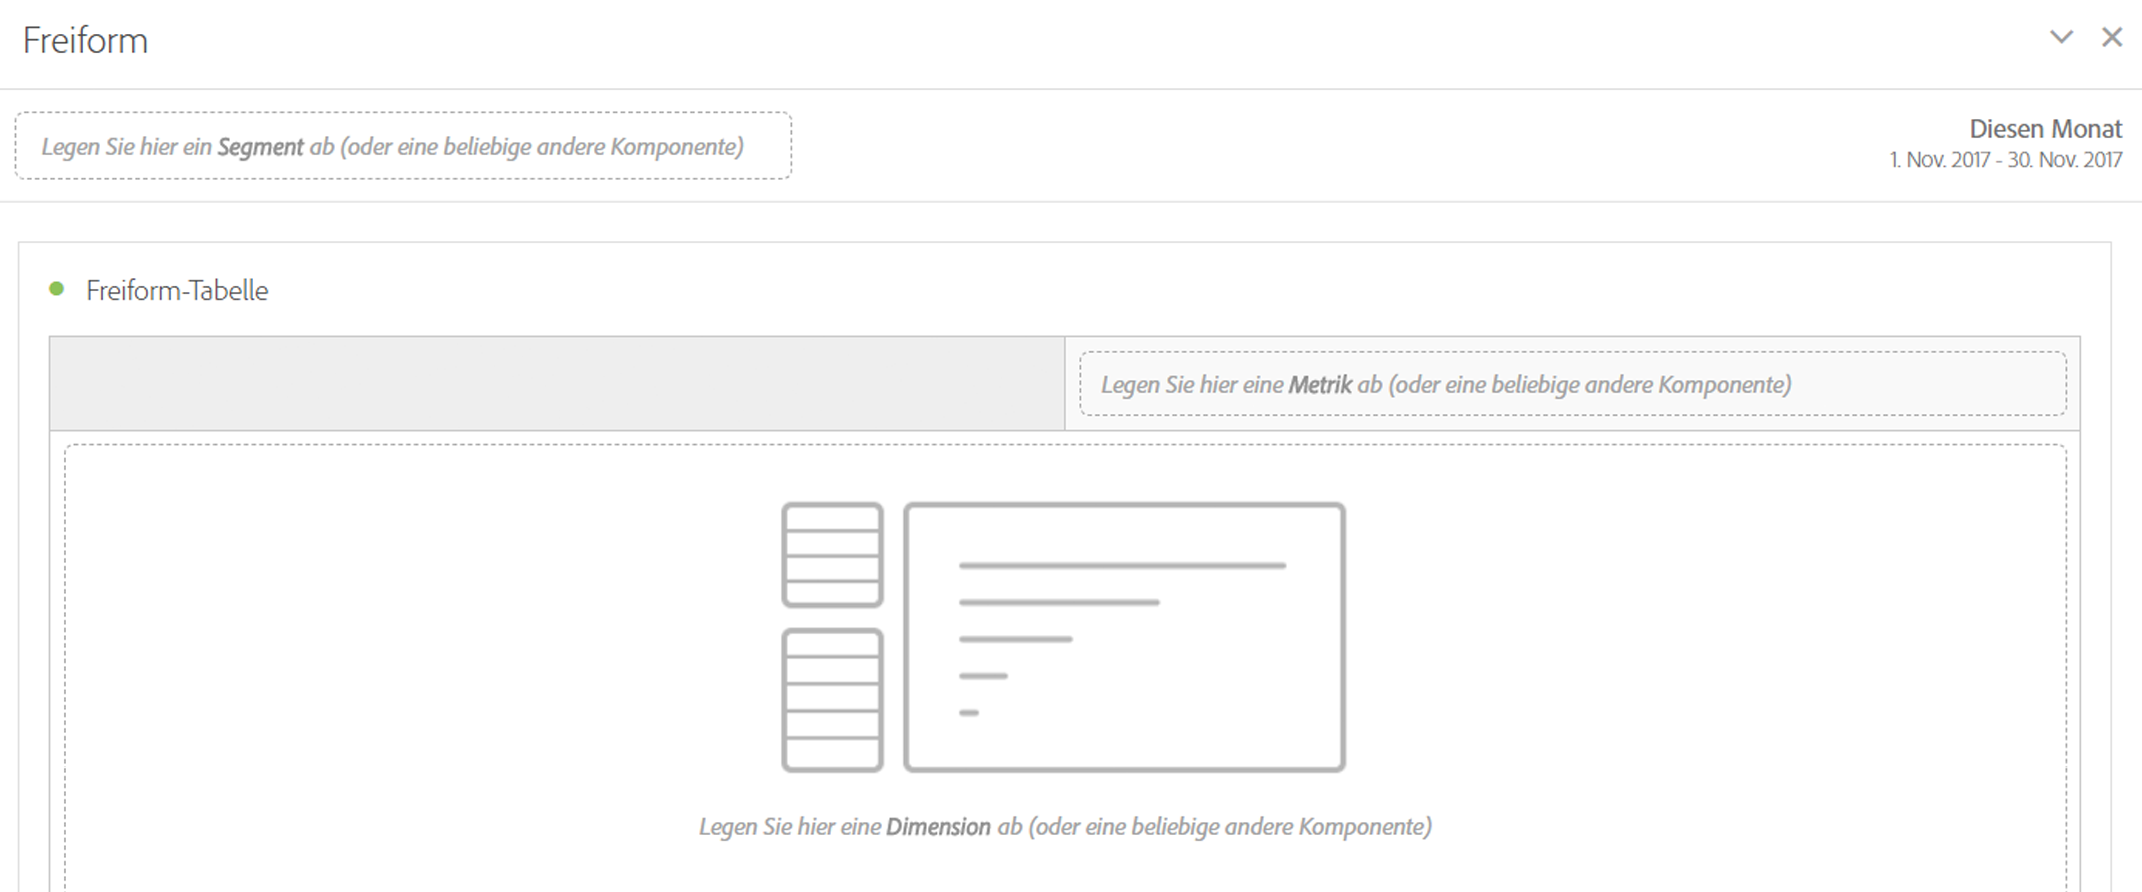 Freiform
Legen Sie hier ein Segment ab (oder eine beliebige andere Komponente)
Diesen Monat
1. Nov. 2017 - 30. Nov. 2017
Freiform-Tabelle
Legen Sie hier eine Metrik ab (oder eine beliebige andere Komponente)
Legen Sie hier eine Dimension ab (oder eine beliebige andere Komponente)